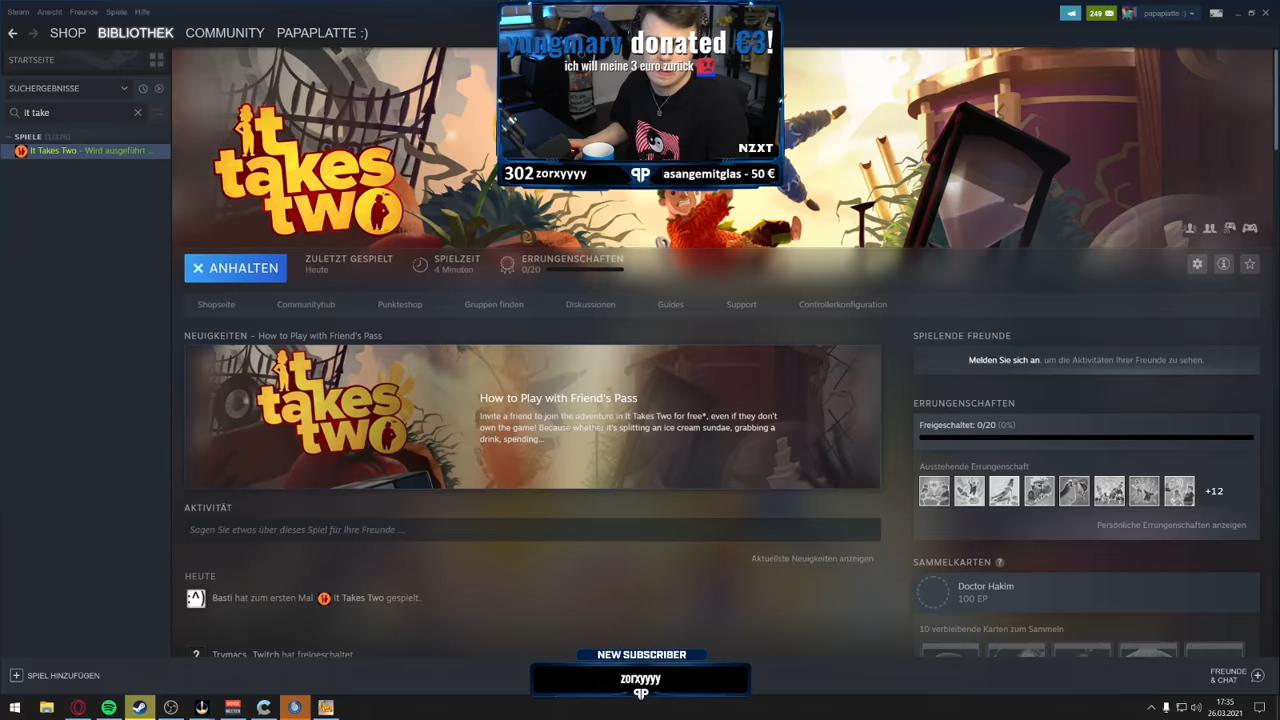 Steam Ansicht Freunde Spiele Hilfe
249 papaplatte :)
SHOP BIBLIOTHEK COMMUNITY PAPAPLATTE :)
STARTSEITE
SUCHERGEBNISSE
it take
SPIELE (1/376)
It Takes Two - Wird ausgeführt ...
yungmarv donated €3!
ich will meine 3 euro zurück
NZXT
302 zorxyyyy
asangemitglas - 50 €
it takes two
ANHALTEN
ZULETZT GESPIELT
Heute
SPIELZEIT
4 Minuten
ERRUNGENSCHAFTEN
0/20
Shopseite Communityhub Punkteshop Gruppen finden Diskussionen Guides Support Controllerkonfiguration
NEUIGKEITEN – How to Play with Friend's Pass
it takes two
How to Play with Friend's Pass
Invite a friend to join the adventure in It Takes Two for free*, even if they don't
own the game! Because whether it's splitting an ice cream sundae, grabbing a
drink, spending...
AKTIVITÄT
Sagen Sie etwas über dieses Spiel für Ihre Freunde ...
Aktuellste Neuigkeiten anzeigen
HEUTE
Basti hat zum ersten Mal It Takes Two gespielt.
Trymacs_Twitch hat freigeschaltet
SPIELENDE FREUNDE
Melden Sie sich an, um die Aktivitäten Ihrer Freunde zu sehen.
ERRUNGENSCHAFTEN
Freigeschaltet: 0/20 (0%)
Ausstehende Errungenschaft
+12
Persönliche Errungenschaften anzeigen
SAMMELKARTEN ?
Doctor Hakim
100 EP
10 verbleibende Karten zum Sammeln
NEW SUBSCRIBER
zorxyyyy
SPIEL HINZUFÜGEN
FREUNDE
& CHAT
17:35
26.03.2021